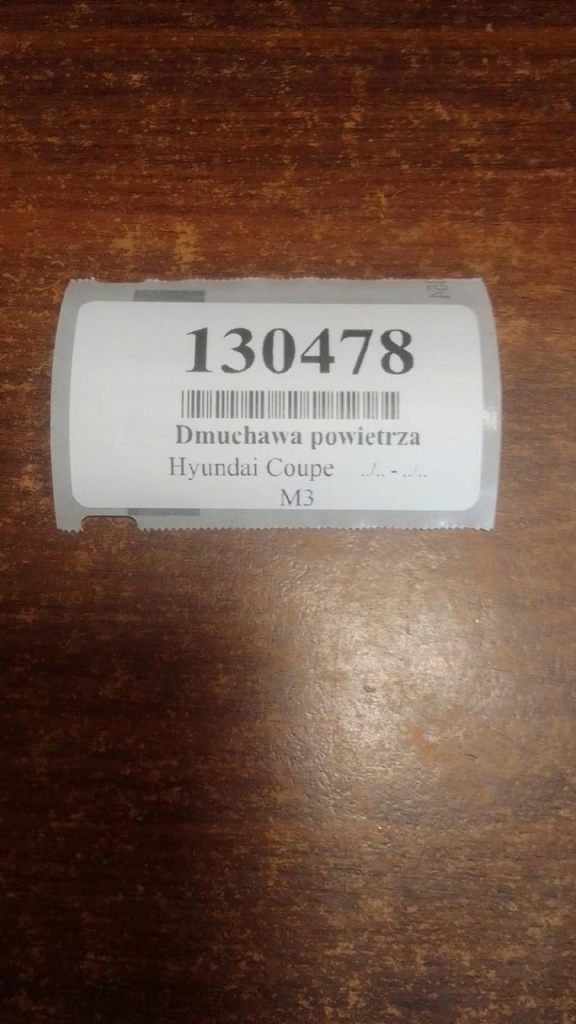 130478
Dmuchawa powietrza
Hyundai Coupe ../.. - ../..
M3